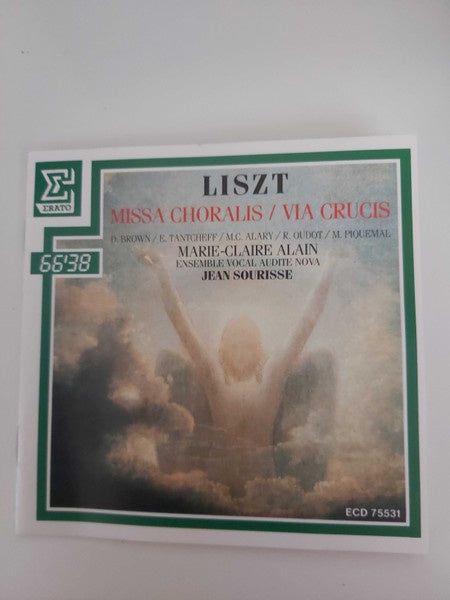 ERATO
LISZT
MISSA CHORALIS / VIA CRUCIS
D. BROWN / E. TANTCHEFF / M.C. ALARY / R. OUDOT / M. PIQUEMAL
66'38
MARIE-CLAIRE ALAIN
ENSEMBLE VOCAL AUDITE NOVA
JEAN SOURISSE
ECD 75531